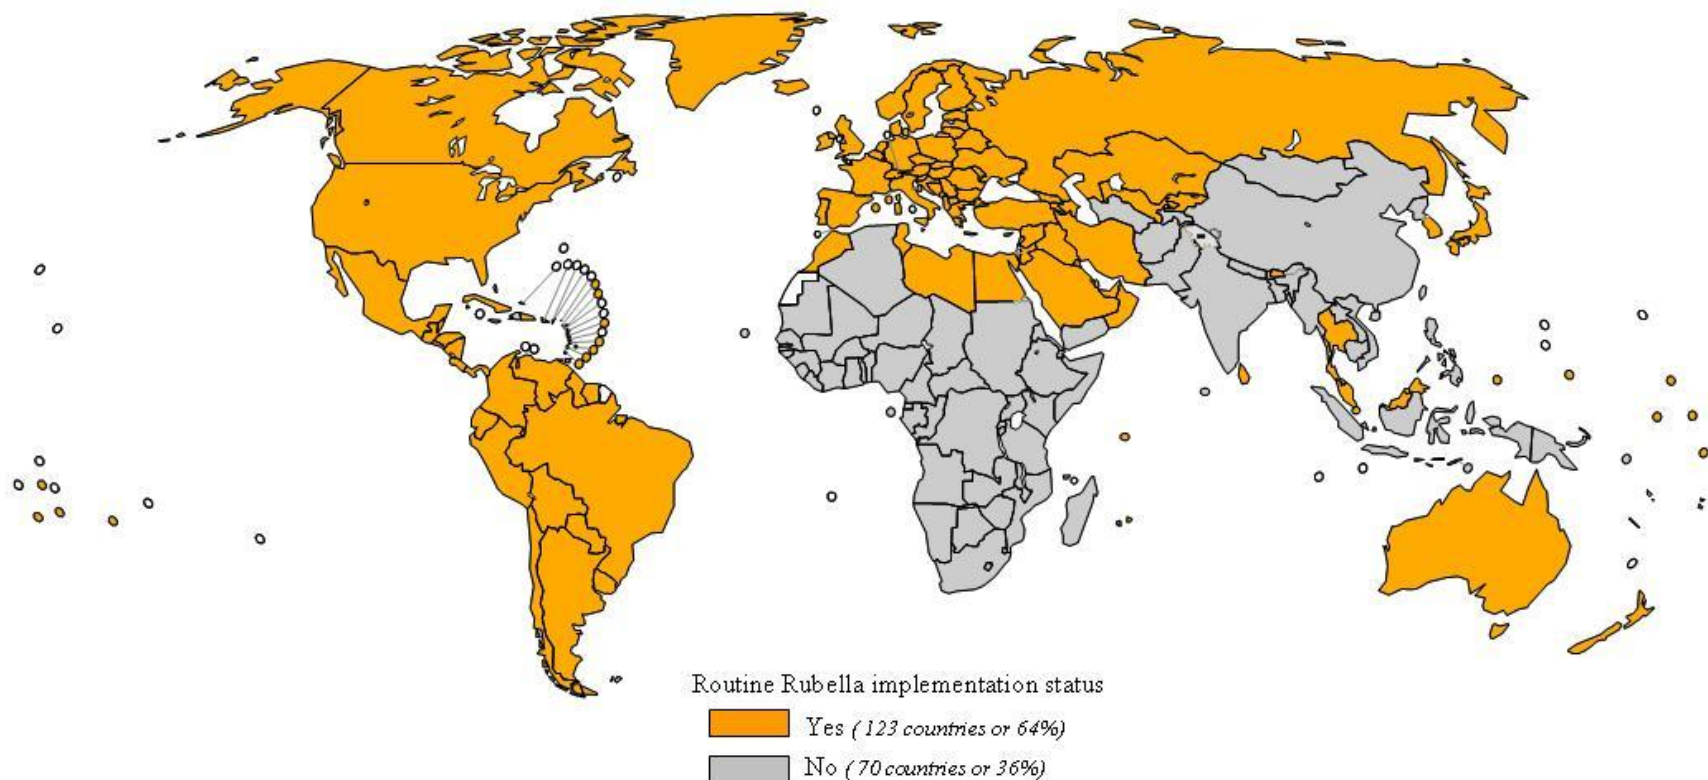 Routine Rubella implementation status
Yes ( 123 countries or 64%)
No ( 70 countries or 36%)